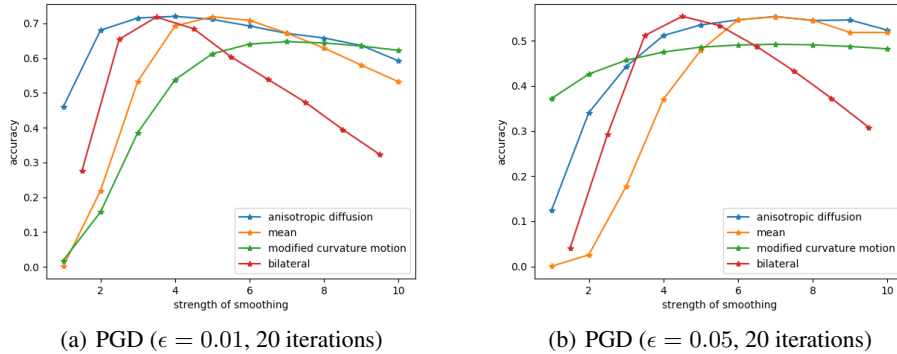 0.7
0.6
0.5
0.4
0.3
0.2
0.1
0.0
accuracy
2 4 6 8 10
strength of smoothing
anisotropic diffusion
mean
modified curvature motion
bilateral
(a) PGD (ϵ = 0.01, 20 iterations)
0.5
0.4
0.3
0.2
0.1
0.0
accuracy
2 4 6 8 10
strength of smoothing
anisotropic diffusion
mean
modified curvature motion
bilateral
(b) PGD (ϵ = 0.05, 20 iterations)